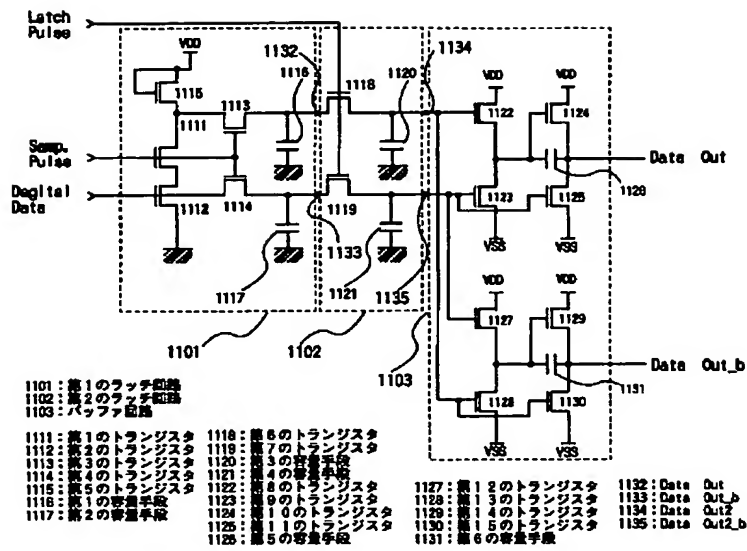 Latch
Pulse
VDD
1115
1111
1113
1132
1116
1118
1120
1134
Samp.
Pulse
Degital
Data
1112
1114
1117
1119
1133
1121
1135
1101
1102
1103
VDD
VDD
1122
1124
Data Out
1123
1125
1128
VSS
VSS
VDD
VDD
1127
1129
Data Out_b
1128
1130
1131
VSS
VSS
1101:第1のラッチ回路
1102:第2のラッチ回路
1103:バッファ回路
1111:第1のトランジスタ
1112:第2のトランジスタ
1113:第3のトランジスタ
1114:第4のトランジスタ
1115:第5のトランジスタ
1116:第1の容量手段
1117:第2の容量手段
1118:第6のトランジスタ
1119:第7のトランジスタ
1120:第3の容量手段
1121:第4の容量手段
1122:第8のトランジスタ
1123:第9のトランジスタ
1124:第10のトランジスタ
1125:第11のトランジスタ
1126:第5の容量手段
1127:第12のトランジスタ
1128:第13のトランジスタ
1129:第14のトランジスタ
1130:第15のトランジスタ
1131:第6の容量手段
1132:Data Out
1133:Data Out_b
1134:Data Out2
1135:Data Out2_b